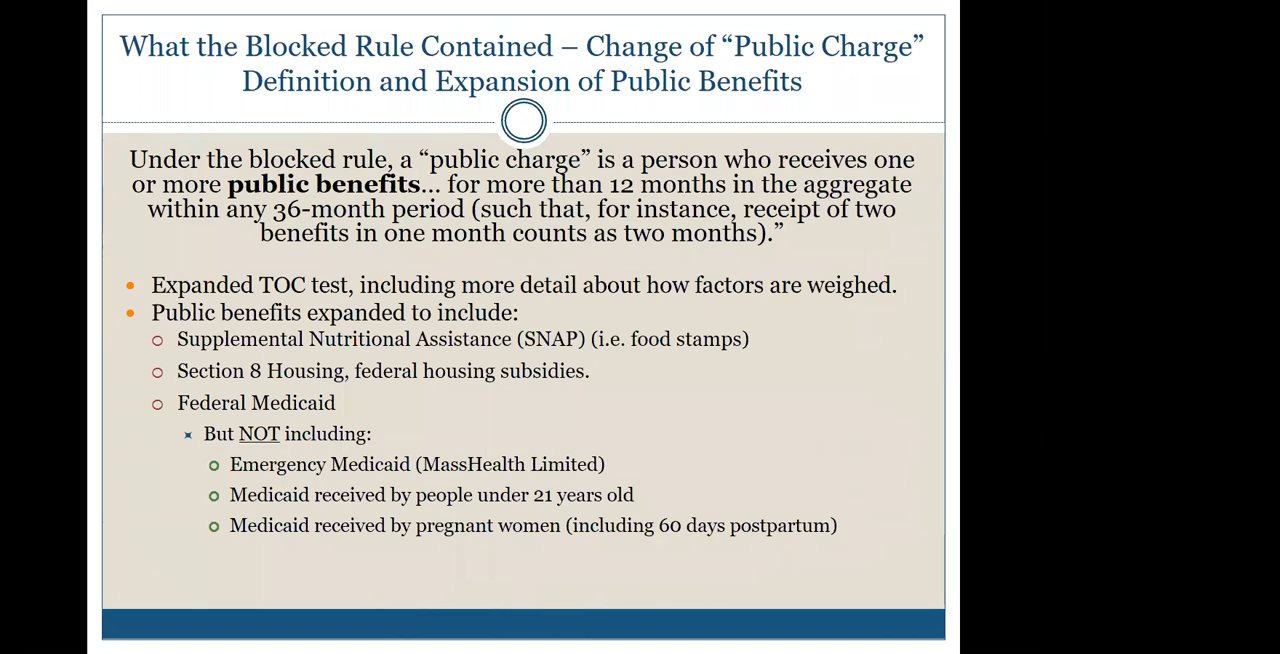 What the Blocked Rule Contained – Change of “Public Charge”
Definition and Expansion of Public Benefits
Under the blocked rule, a “public charge” is a person who receives one
or more public benefits… for more than 12 months in the aggregate
within any 36-month period (such that, for instance, receipt of two
benefits in one month counts as two months).”
Expanded TOC test, including more detail about how factors are weighed.
Public benefits expanded to include:
Supplemental Nutritional Assistance (SNAP) (i.e. food stamps)
Section 8 Housing, federal housing subsidies.
Federal Medicaid
But NOT including:
Emergency Medicaid (MassHealth Limited)
Medicaid received by people under 21 years old
Medicaid received by pregnant women (including 60 days postpartum)